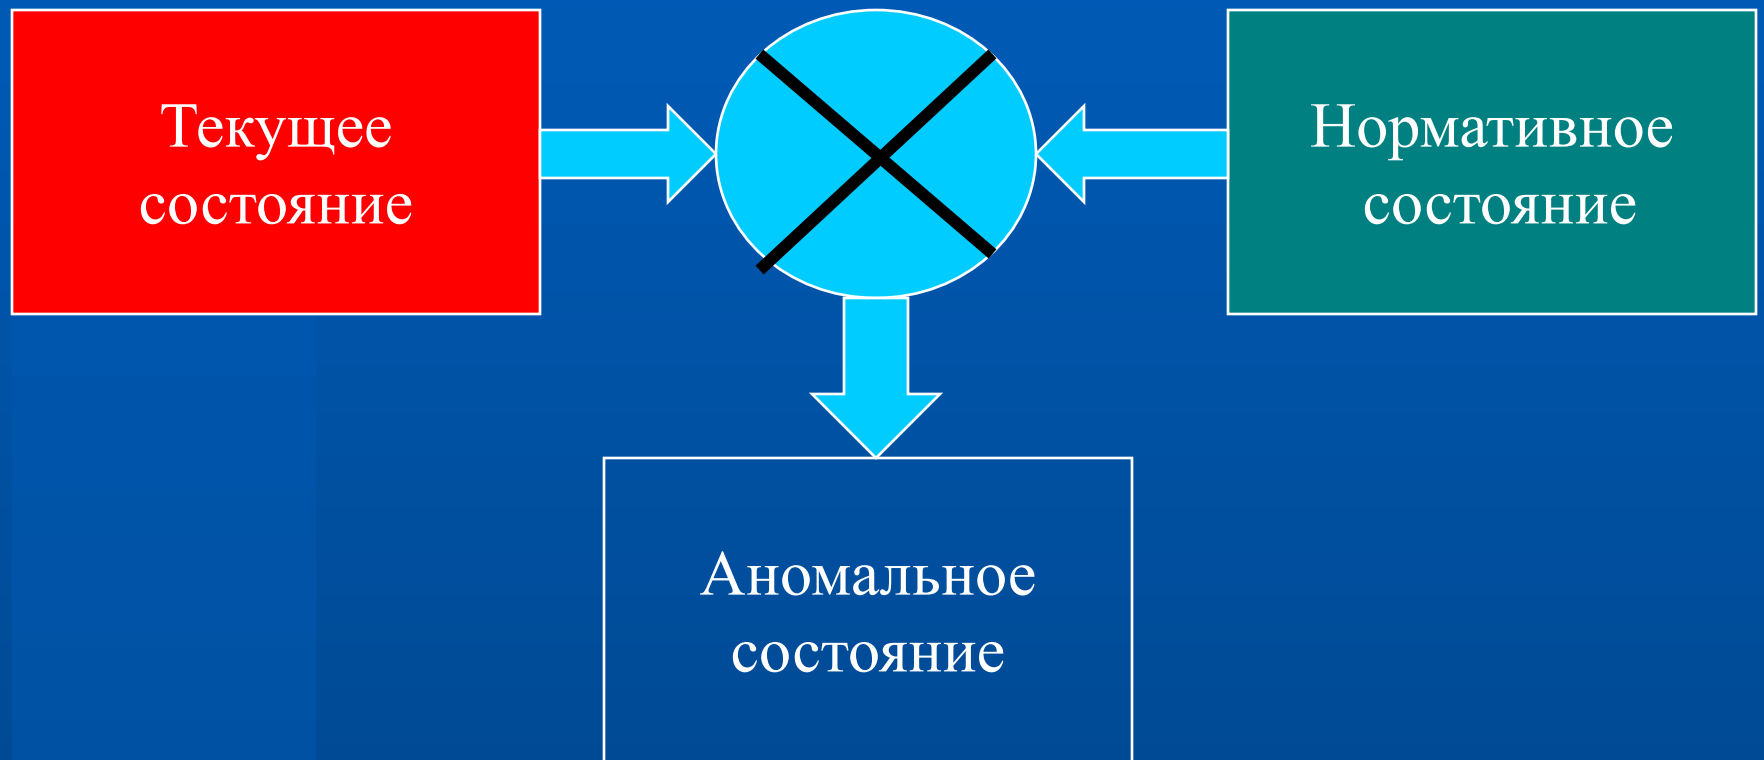 Текущее
состояние
Нормативное
состояние
Аномальное
состояние